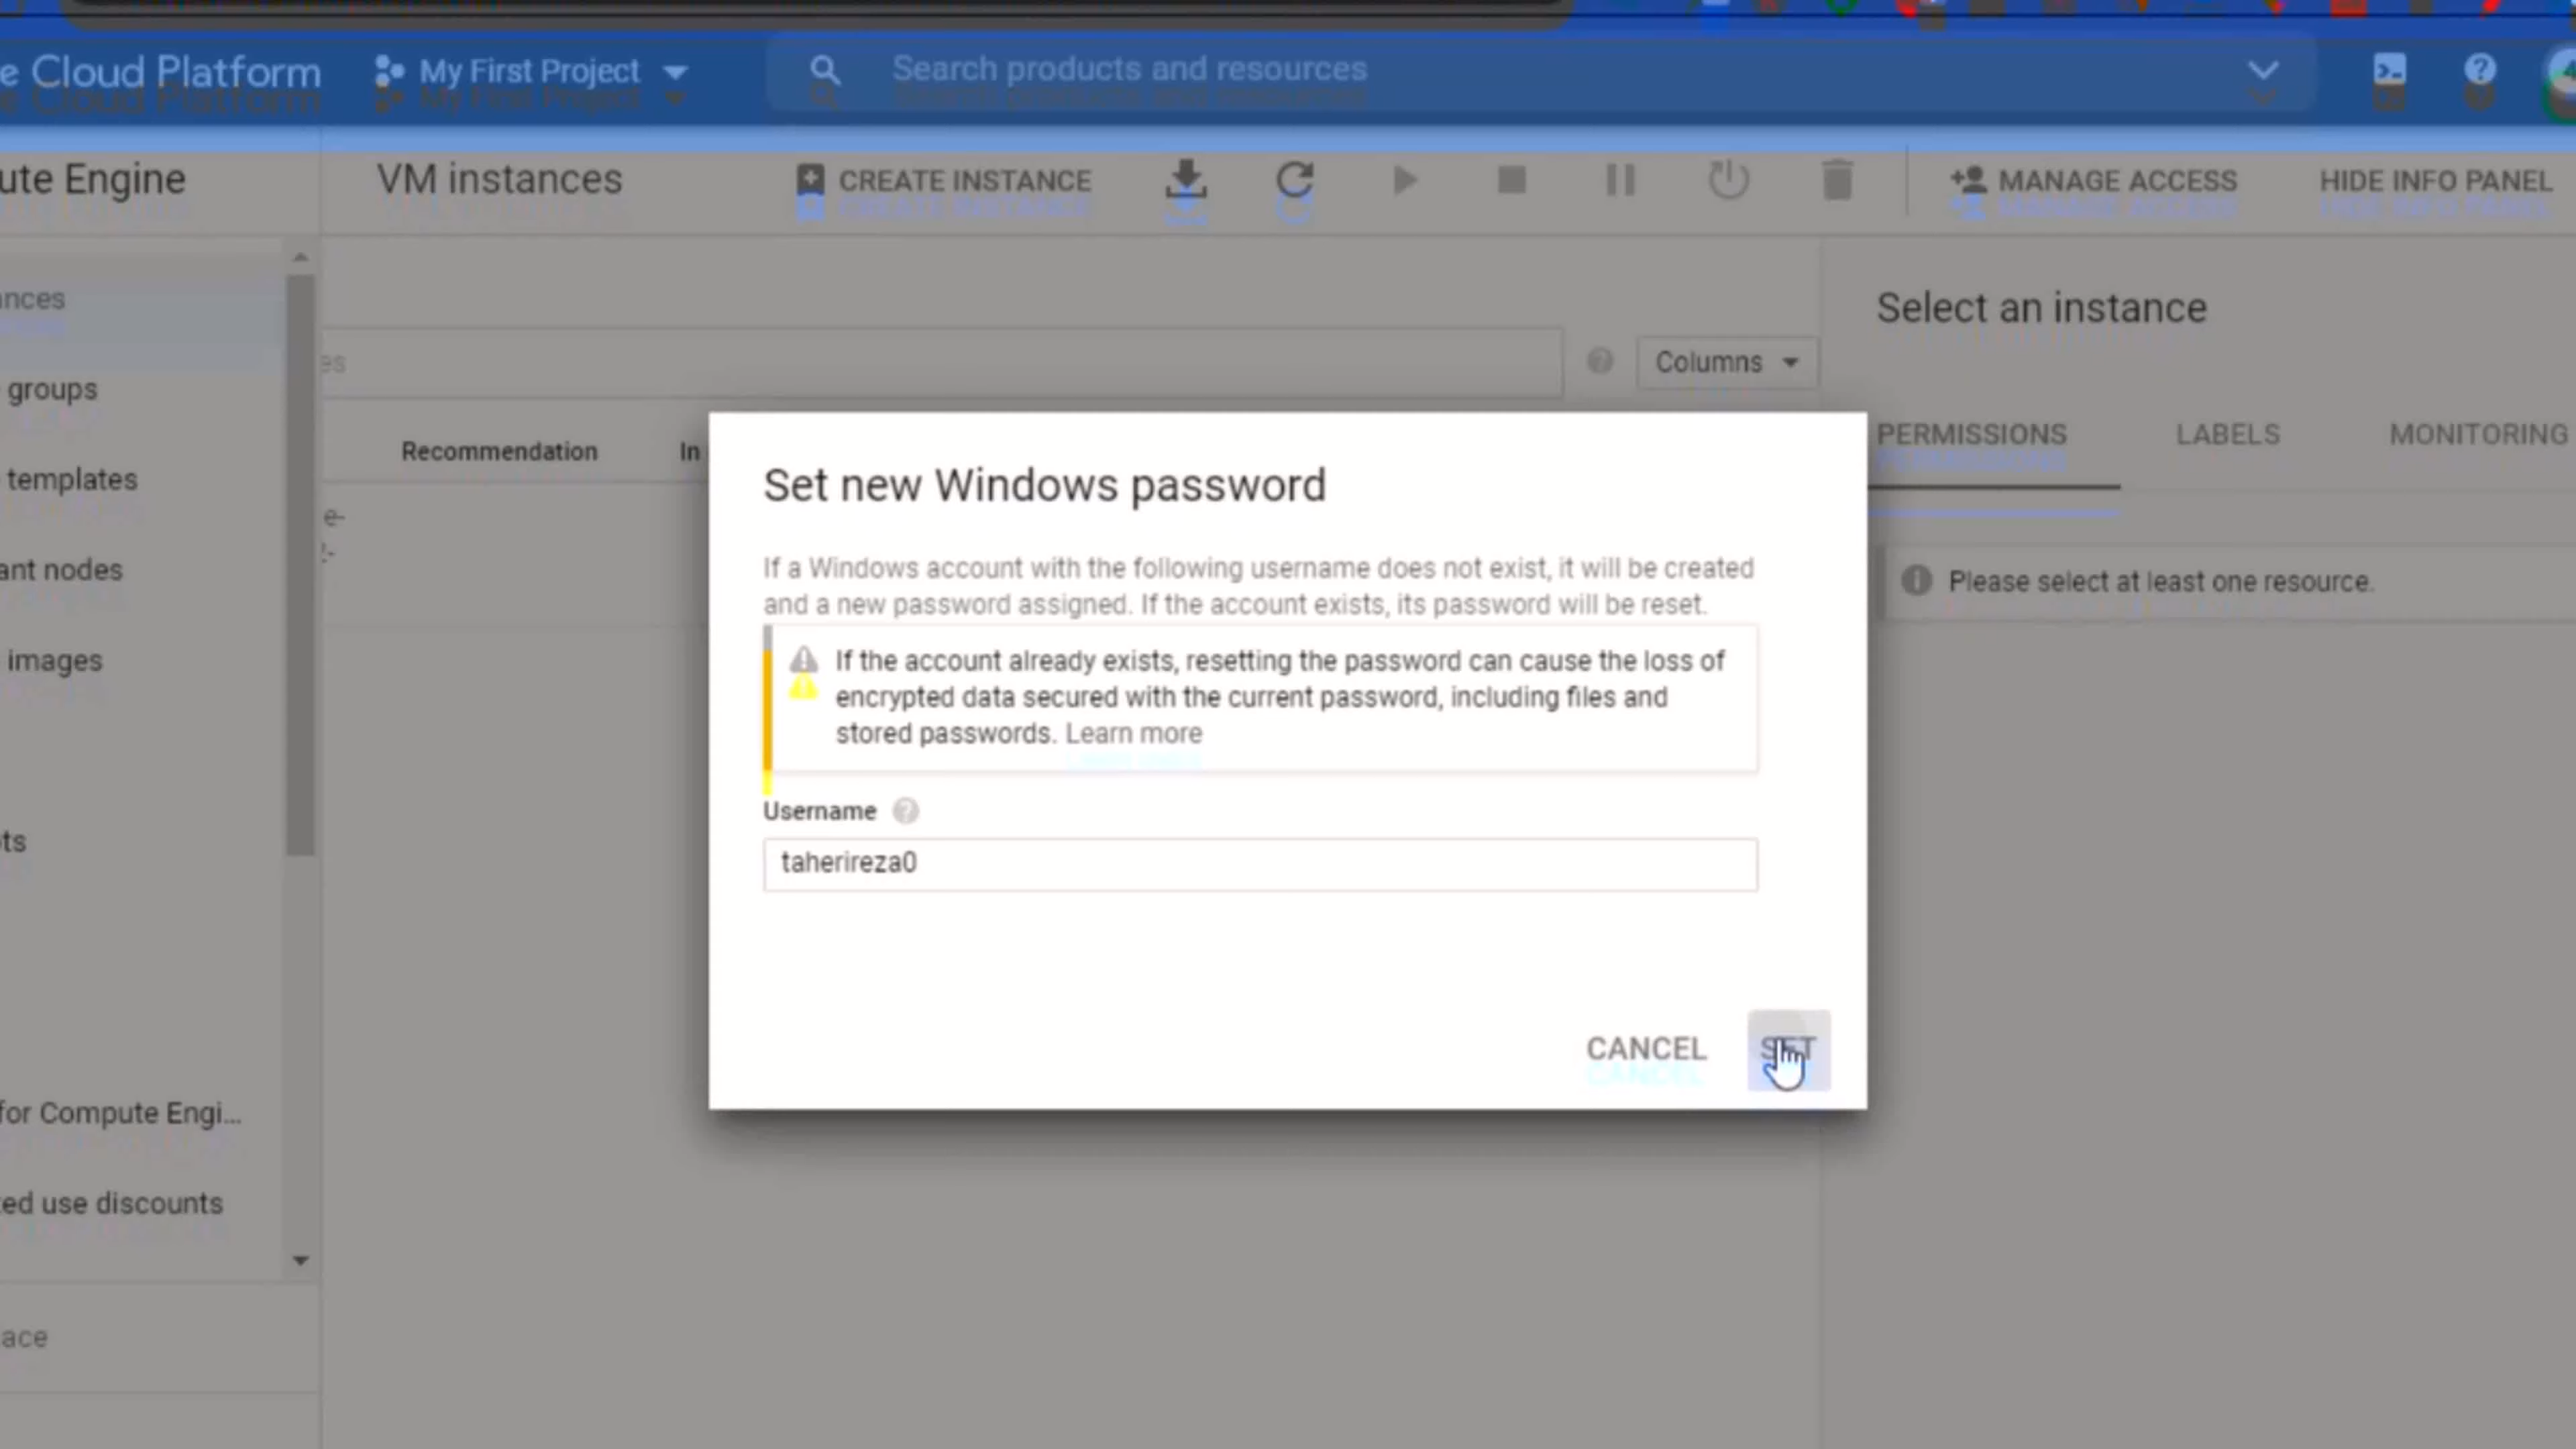 e Cloud Platform
My First Project
Search products and resources
ute Engine
VM instances
CREATE INSTANCE
MANAGE ACCESS
HIDE INFO PANEL
ances
es
Columns
Select an instance
groups
Recommendation
In
PERMISSIONS
LABELS
MONITORING
templates
e-
ant nodes
Please select at least one resource.
images
Set new Windows password
If a Windows account with the following username does not exist, it will be created
and a new password assigned. If the account exists, its password will be reset.
If the account already exists, resetting the password can cause the loss of
encrypted data secured with the current password, including files and
stored passwords. Learn more
Username
taherireza0
ts
CANCEL
SET
for Compute Engi...
ted use discounts
ace